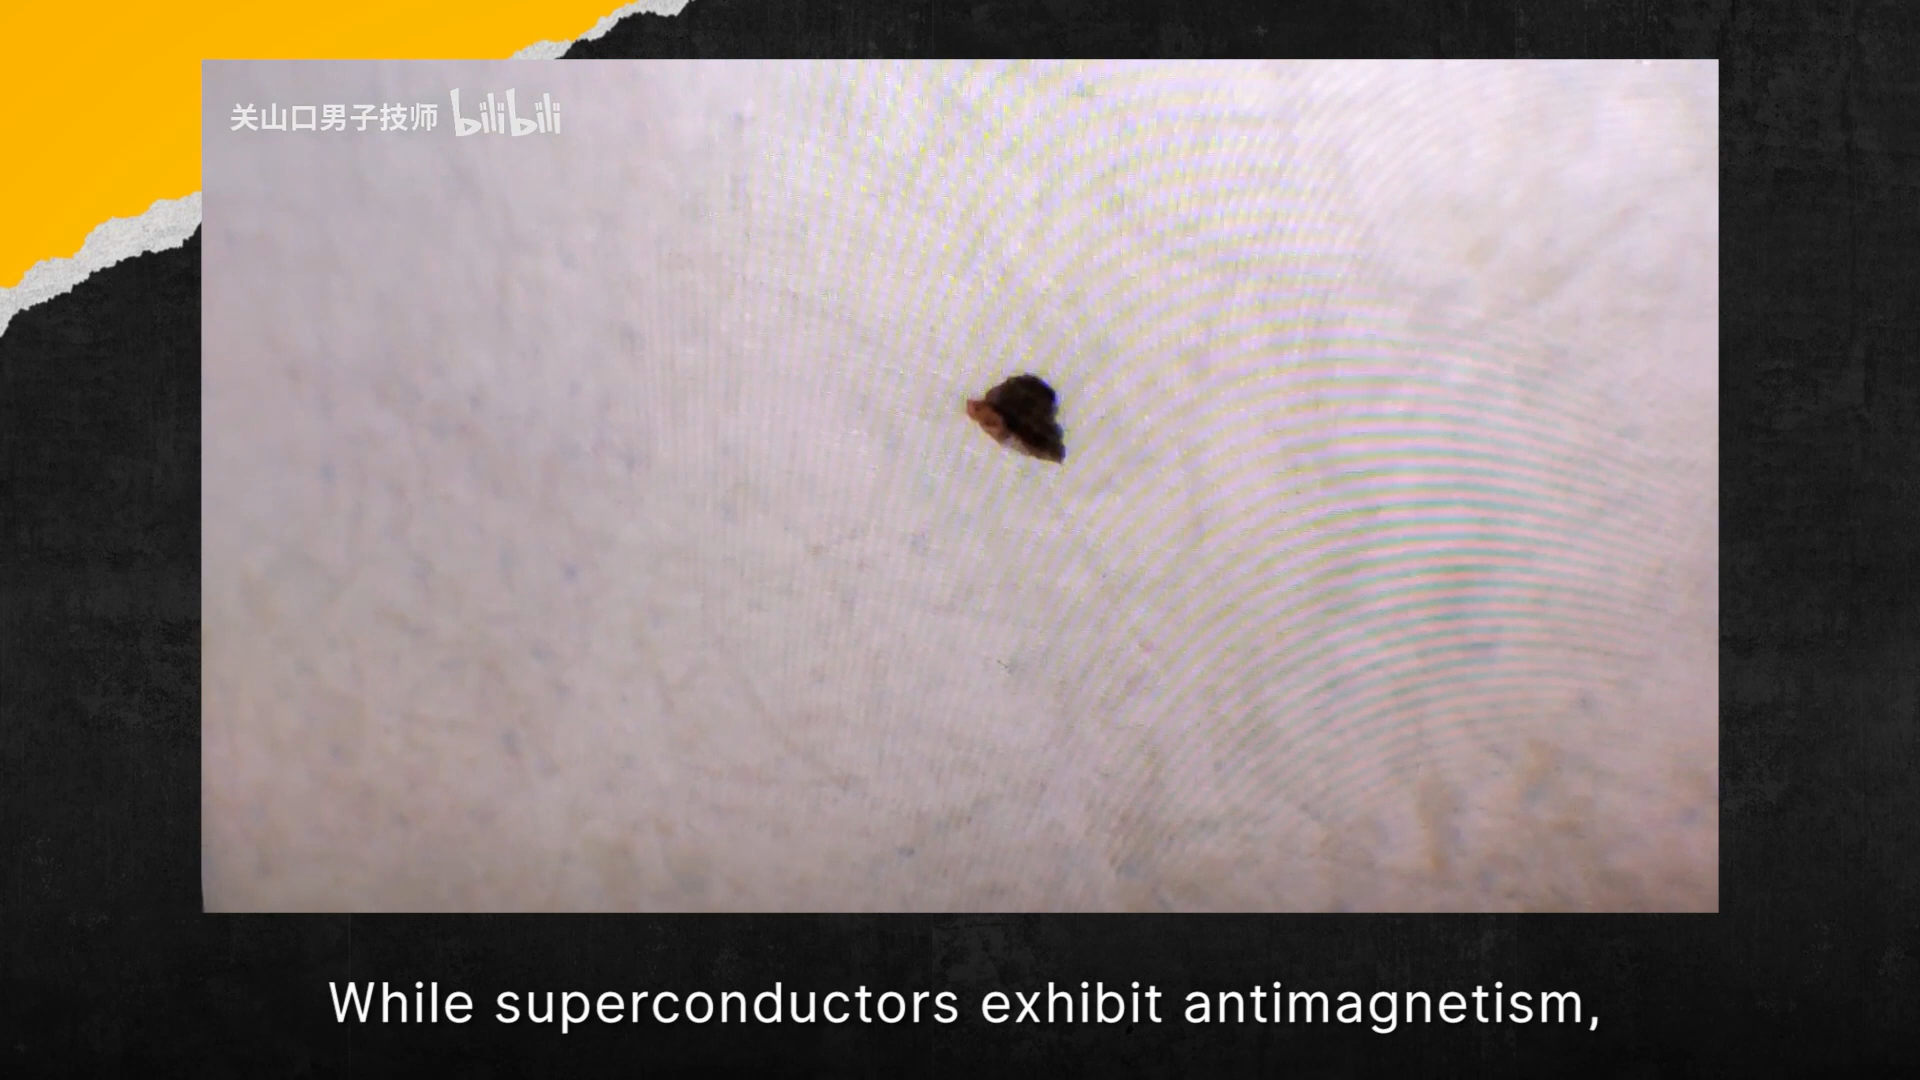 关山口男子技师 bilibili
While superconductors exhibit antimagnetism,